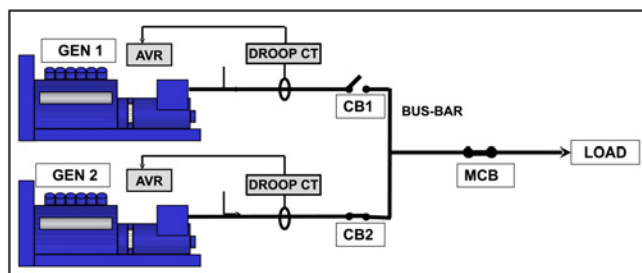 GEN 1
AVR
DROOP CT
CB1
BUS-BAR
MCB
LOAD
GEN 2
AVR
DROOP CT
CB2